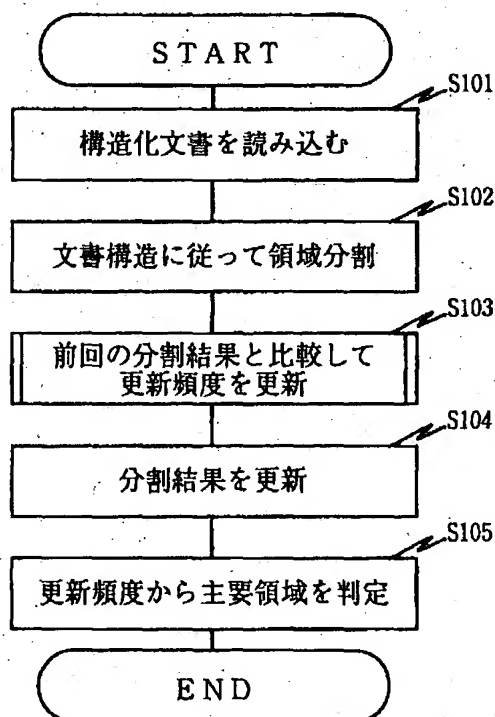 START
S101
構造化文書を読み込む
S102
文書構造に従って領域分割
S103
前回の分割結果と比較して
更新頻度を更新
S104
分割結果を更新
S105
更新頻度から主要領域を判定
END